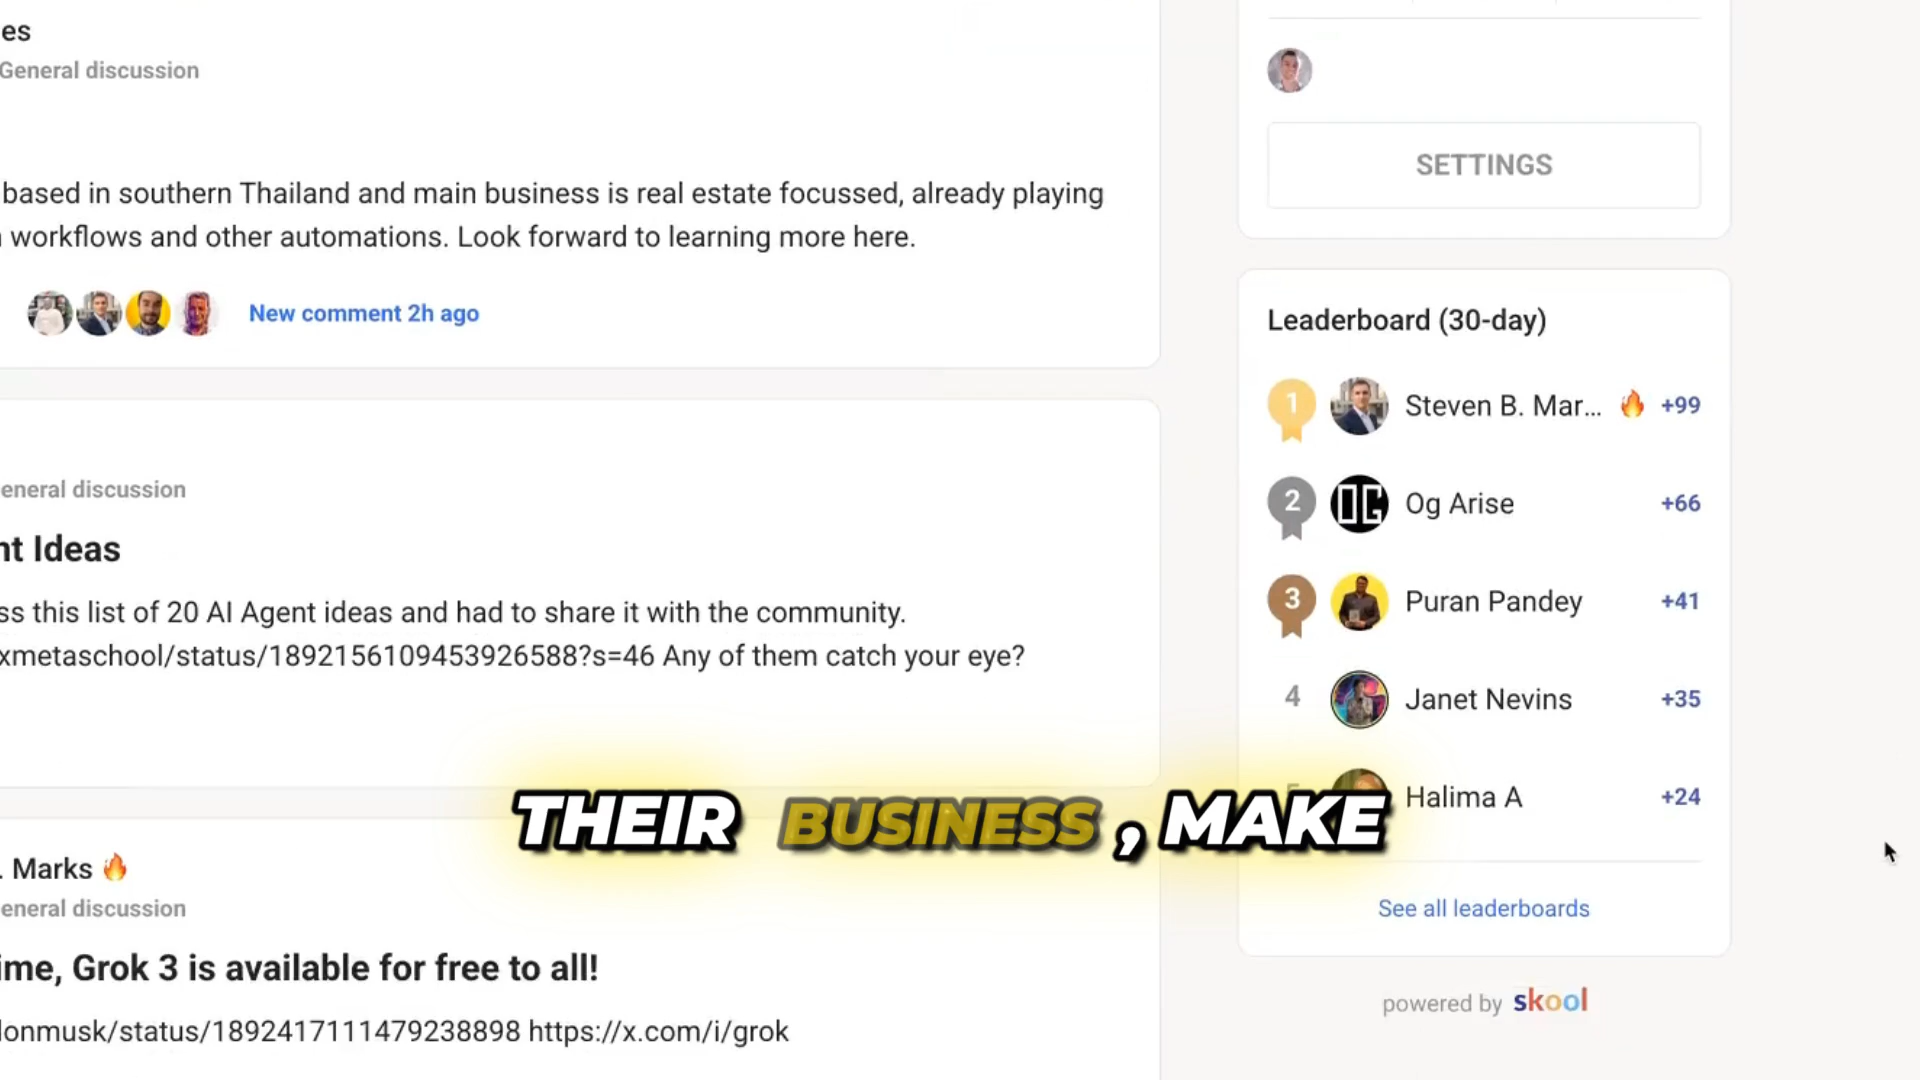 es
General discussion
based in southern Thailand and main business is real estate focussed, already playing
workflows and other automations. Look forward to learning more here.
New comment 2h ago
eneral discussion
nt Ideas
ss this list of 20 AI Agent ideas and had to share it with the community.
xmetaschool/status/1892156109453926588?s=46 Any of them catch your eye?
. Marks 🔥
eneral discussion
ime, Grok 3 is available for free to all!
lonmusk/status/1892417111479238898 https://x.com/i/grok
SETTINGS
Leaderboard (30-day)
1 Steven B. Mar... 🔥 +99
2 OG Og Arise +66
3 Puran Pandey +41
4 Janet Nevins +35
Halima A +24
See all leaderboards
powered by skool
THEIR BUSINESS, MAKE